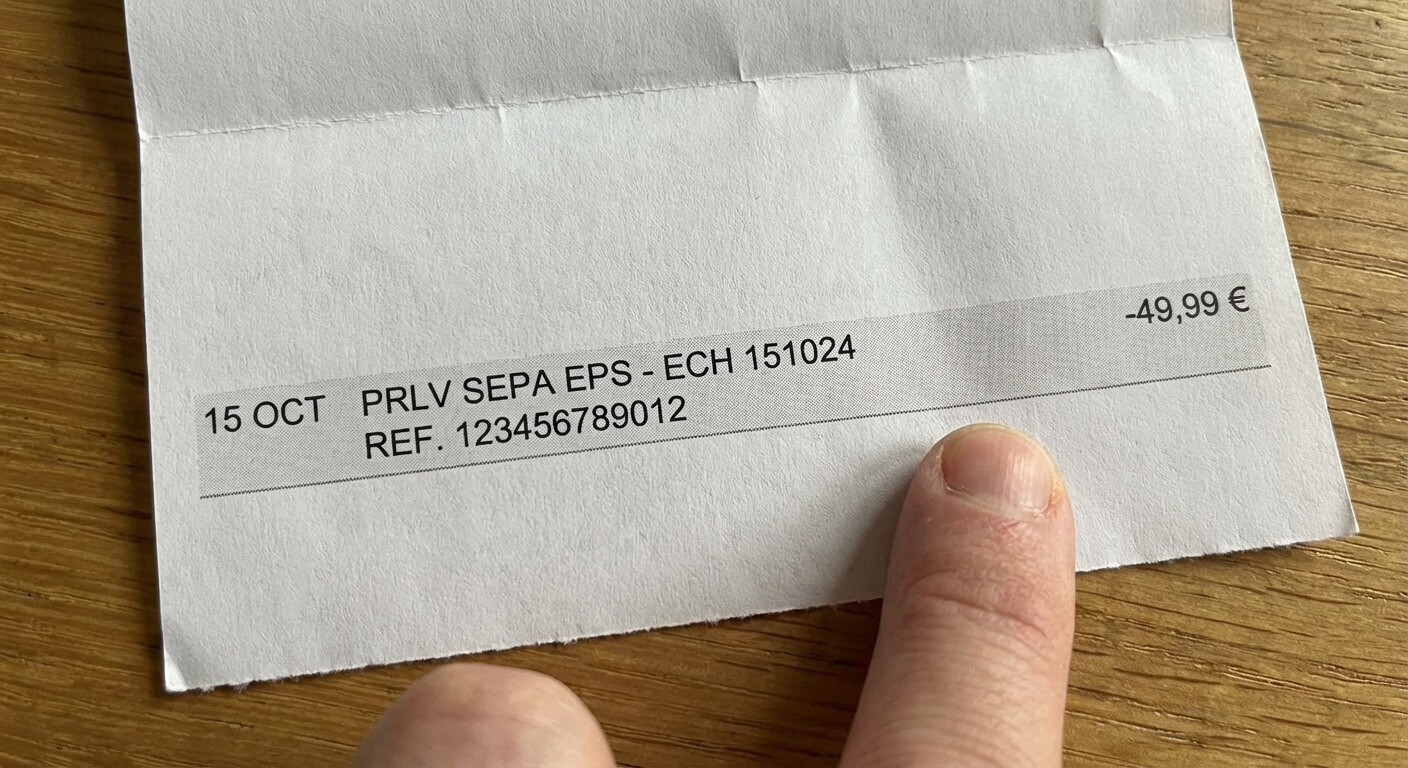 15 OCT PRLV SEPA EPS - ECH 151024 -49,99 €
REF. 123456789012